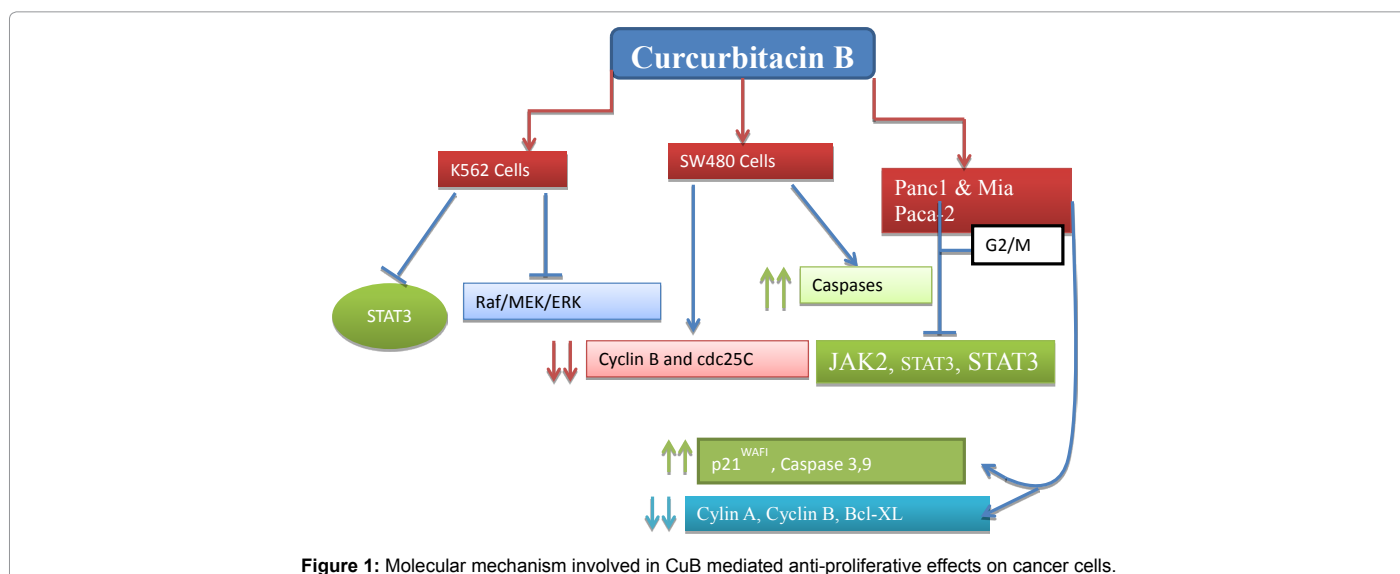 Curcurbitacin B
K562 Cells
SW480 Cells
Panc1 & Mia
Paca-2
G2/M
Caspases
Raf/MEK/ERK
STAT3
Cyclin B and cdc25C
JAK2, STAT3, STAT3
p21WAFI, Caspase 3,9
Cylin A, Cyclin B, Bcl-XL
Figure 1: Molecular mechanism involved in CuB mediated anti-proliferative effects on cancer cells.